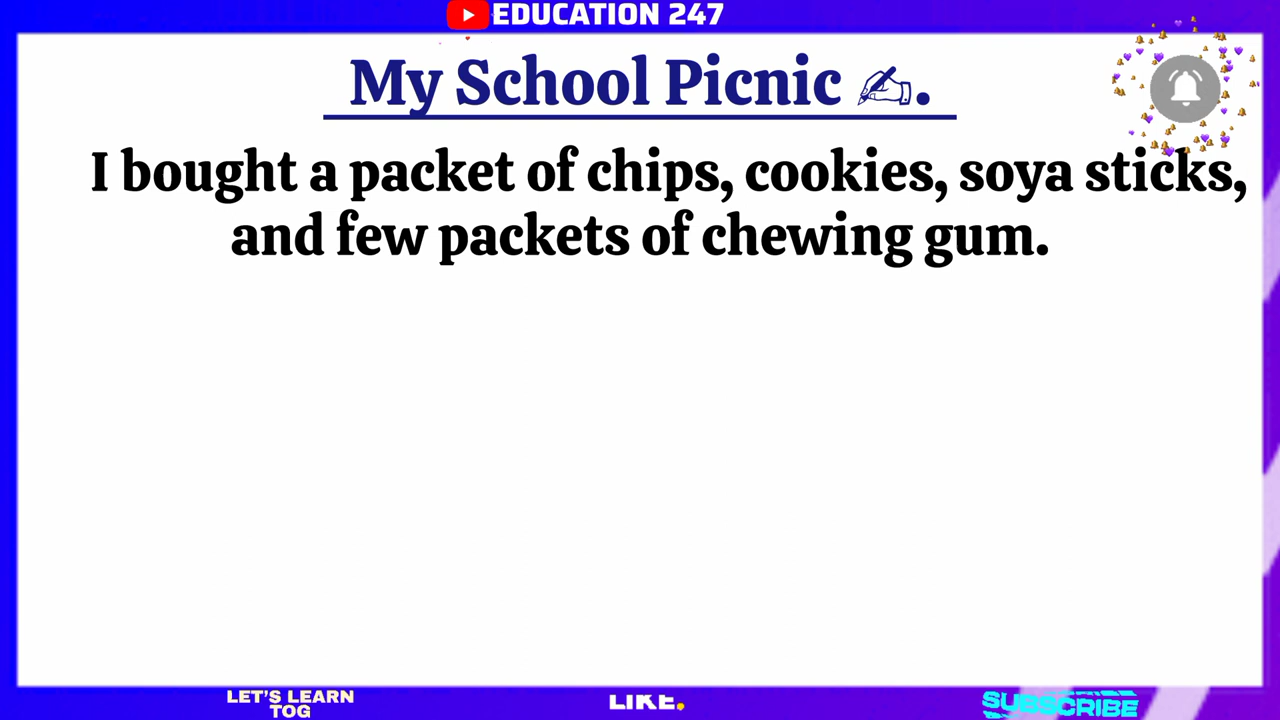 EDUCATION 247
My School Picnic ✍.
I bought a packet of chips, cookies, soya sticks,
and few packets of chewing gum.
LET'S LEARN
TOG
LIKE.
SUBSCRIBE